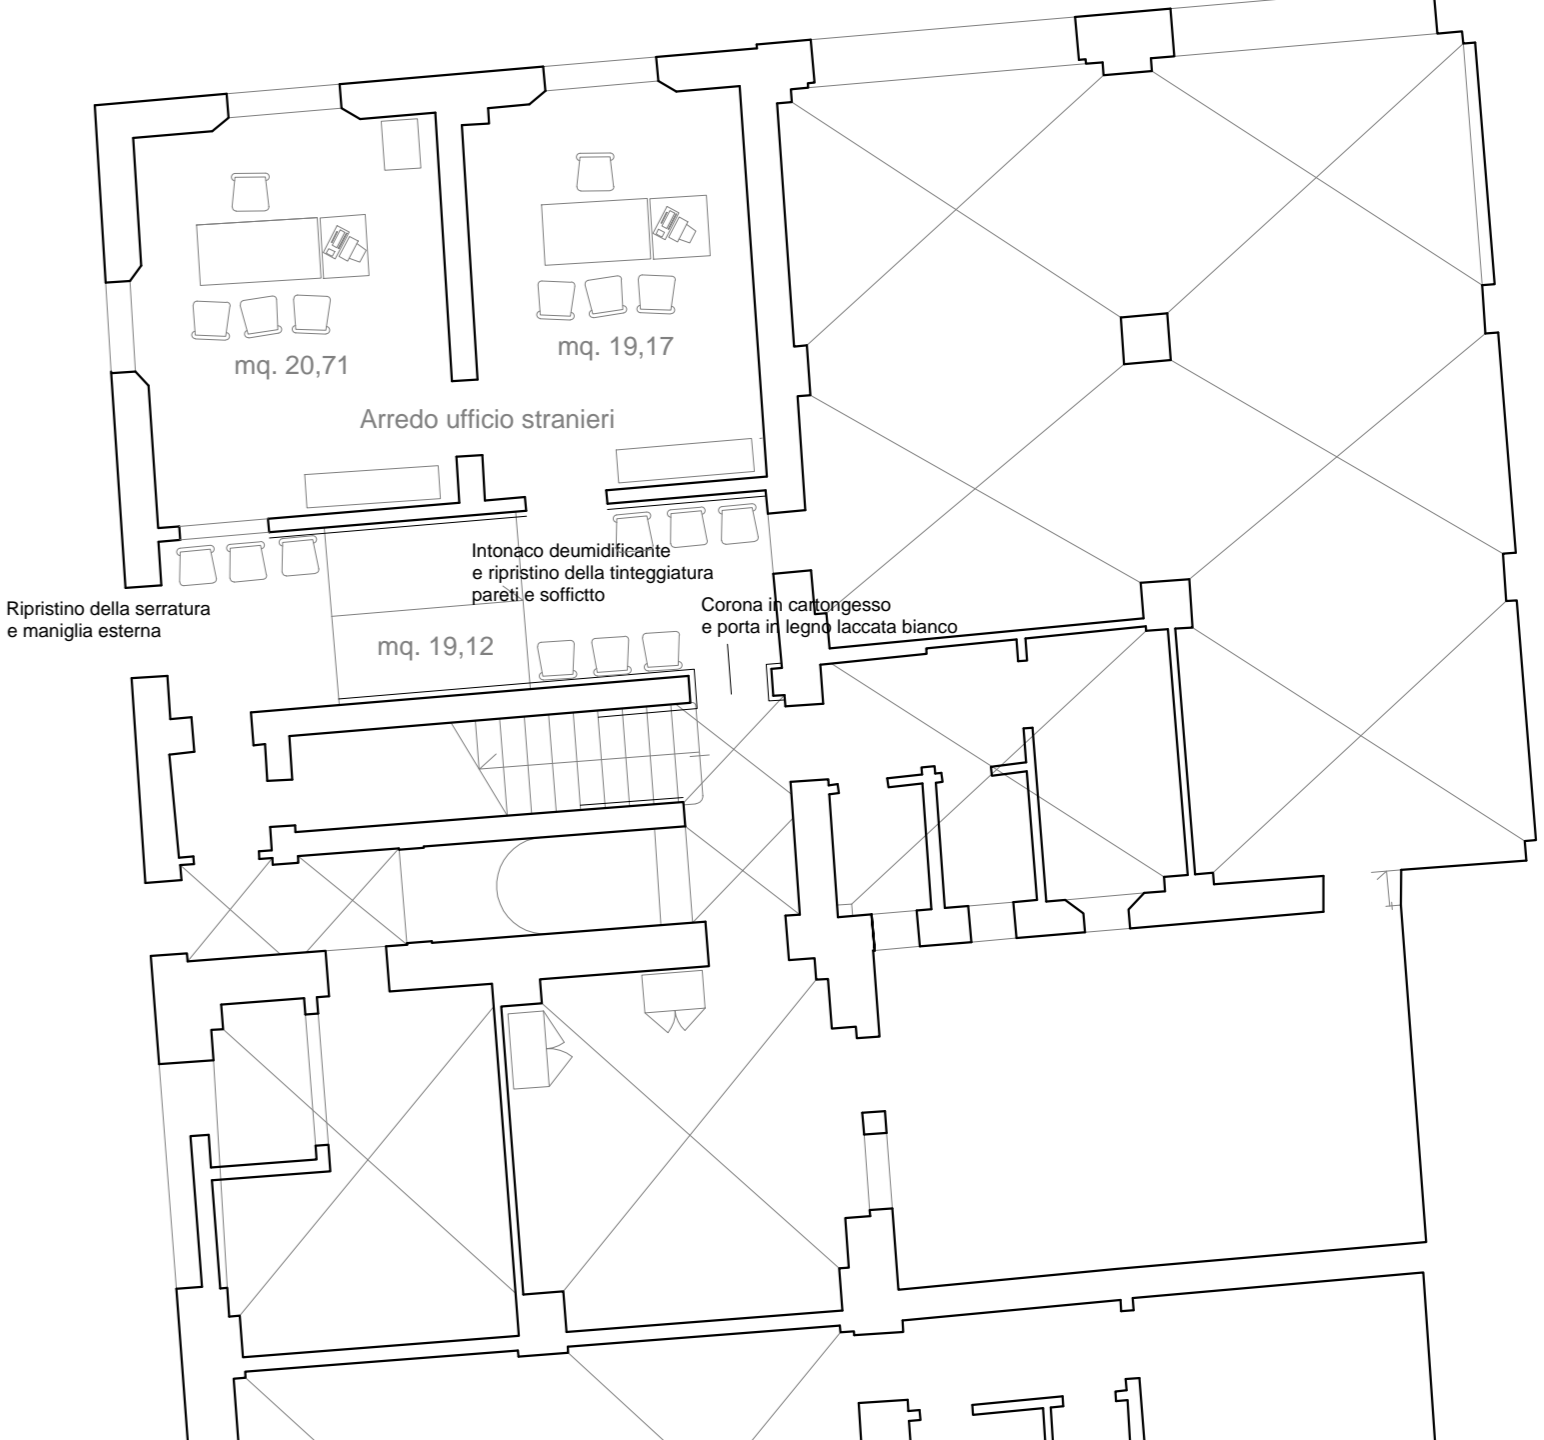 mq. 20,71
mq. 19,17
Arredo ufficio stranieri
Intonaco deumidificante
e ripristino della tinteggiatura
pareti e soffictto
Ripristino della serratura
e maniglia esterna
Corona in cartongesso
e porta in legno laccata bianco
mq. 19,12